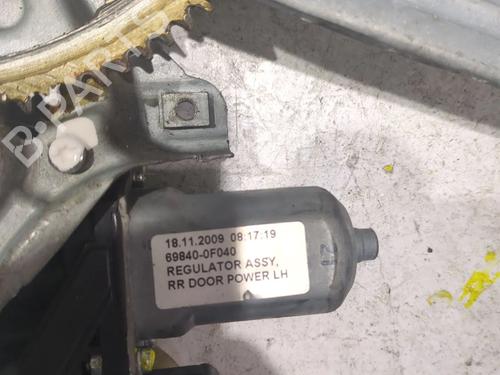 B-PARTS
18.11.2009 08:17:19
69840-0F040
REGULATOR ASSY,
RR DOOR POWER LH